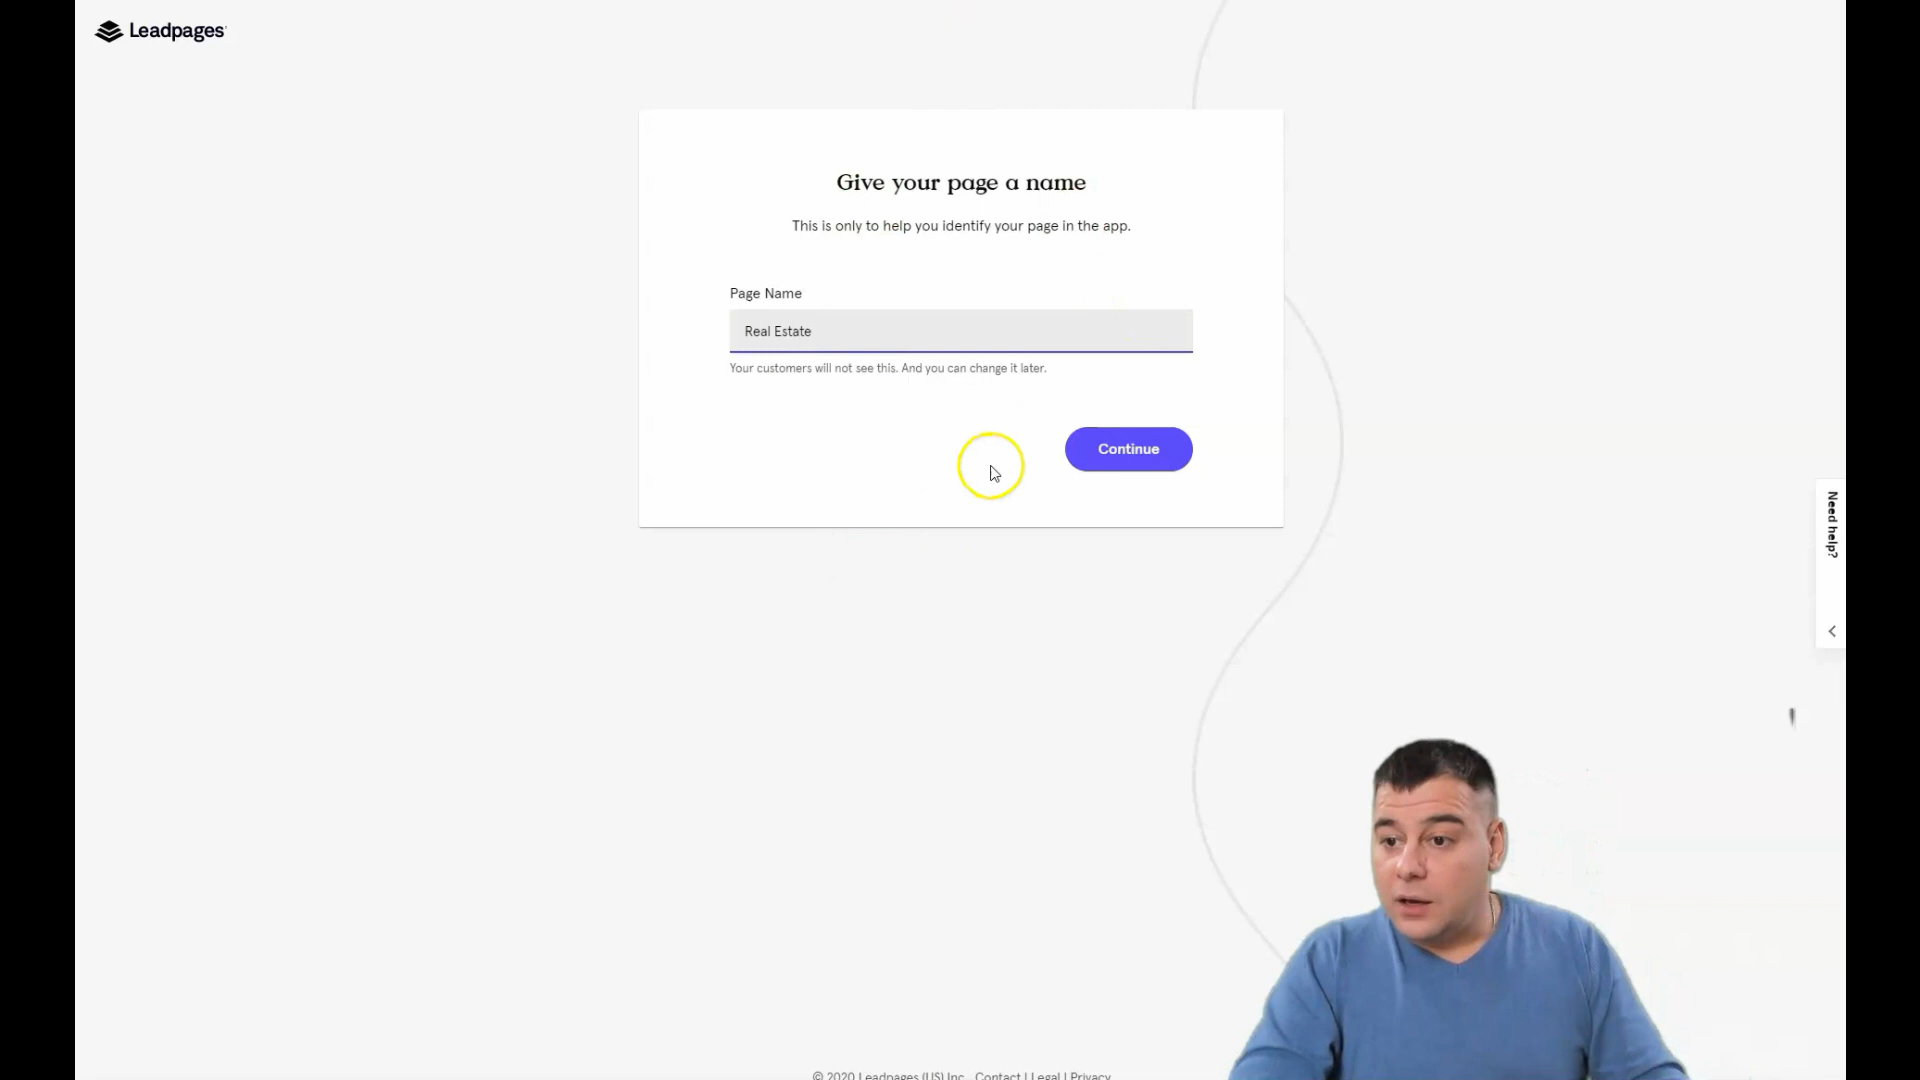 Leadpages
Give your page a name
This is only to help you identify your page in the app.
Page Name
Real Estate
Your customers will not see this. And you can change it later.
Continue
Need help?
© 2020 Leadpages (US) Inc. Contact | Legal | Privacy